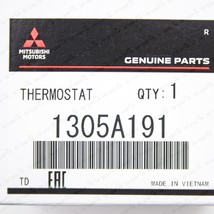 R
MITSUBISHI
MOTORS
GENUINE PARTS
THERMOSTAT QTY: 1
1305A191
TD EAC
MADE IN VIETNAM